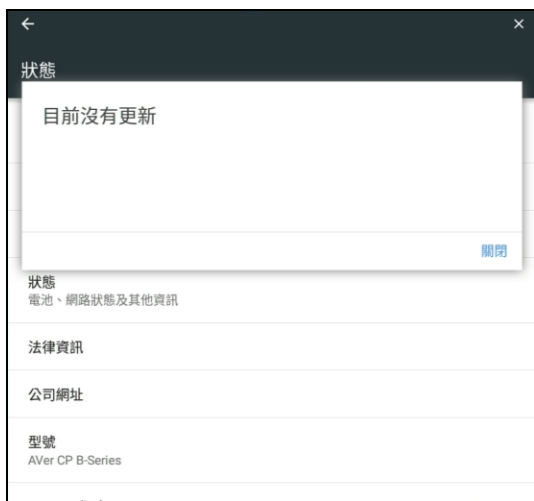 狀態
目前沒有更新
關閉
狀態
電池、網路狀態及其他資訊
法律資訊
公司網址
型號
AVer CP B-Series